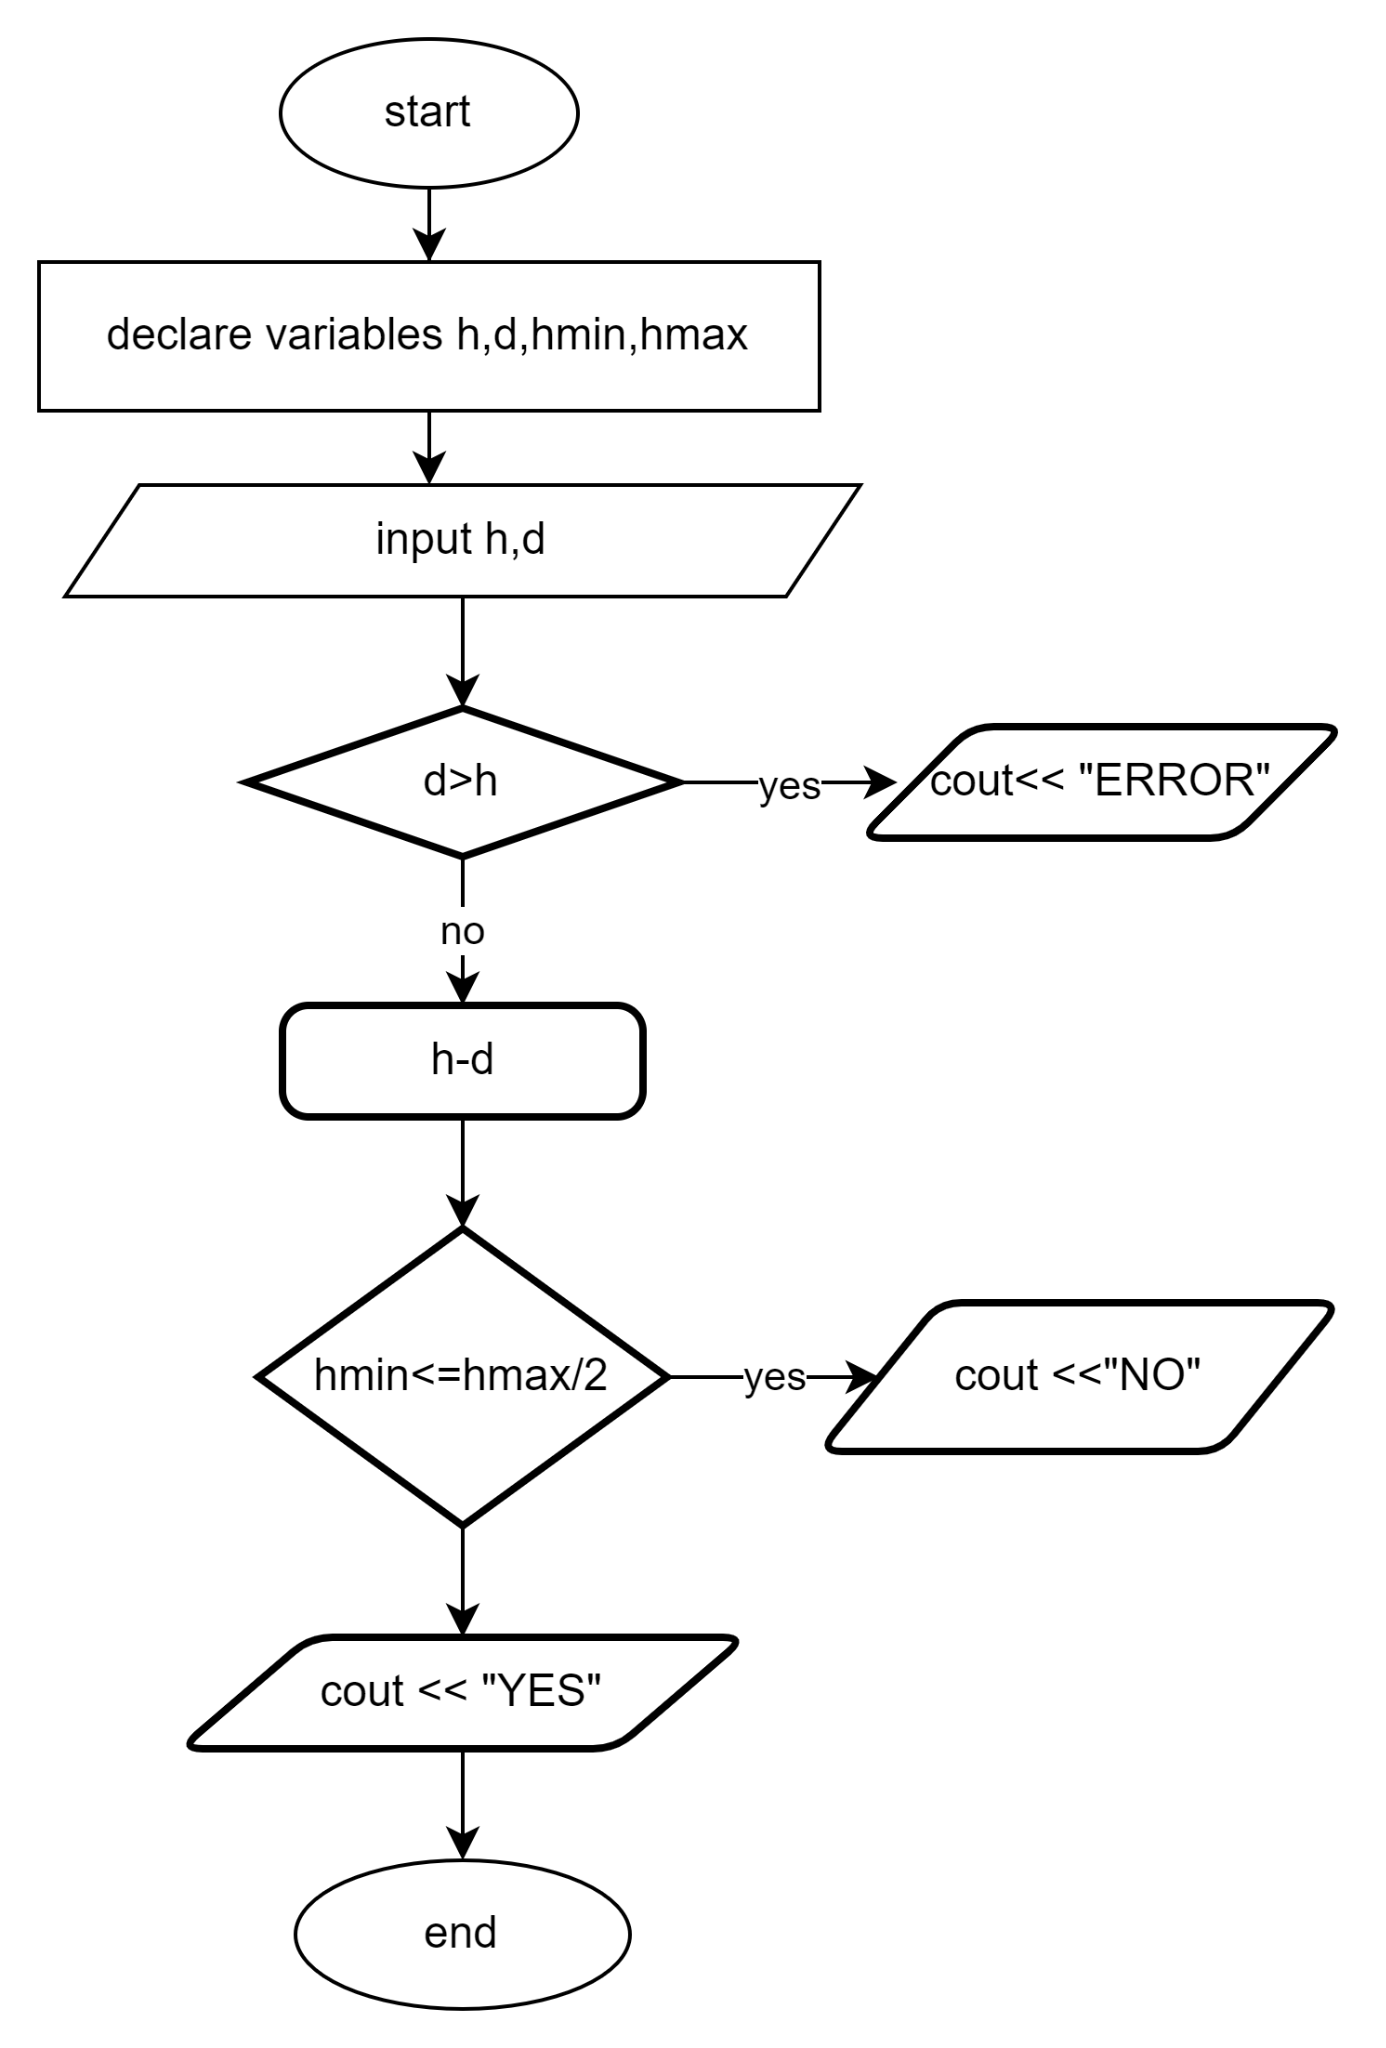 start
declare variables h,d,hmin,hmax
input h,d
d>h
yes
cout<< "ERROR"
no
h-d
hmin<=hmax/2
yes
cout <<"NO"
cout << "YES"
end